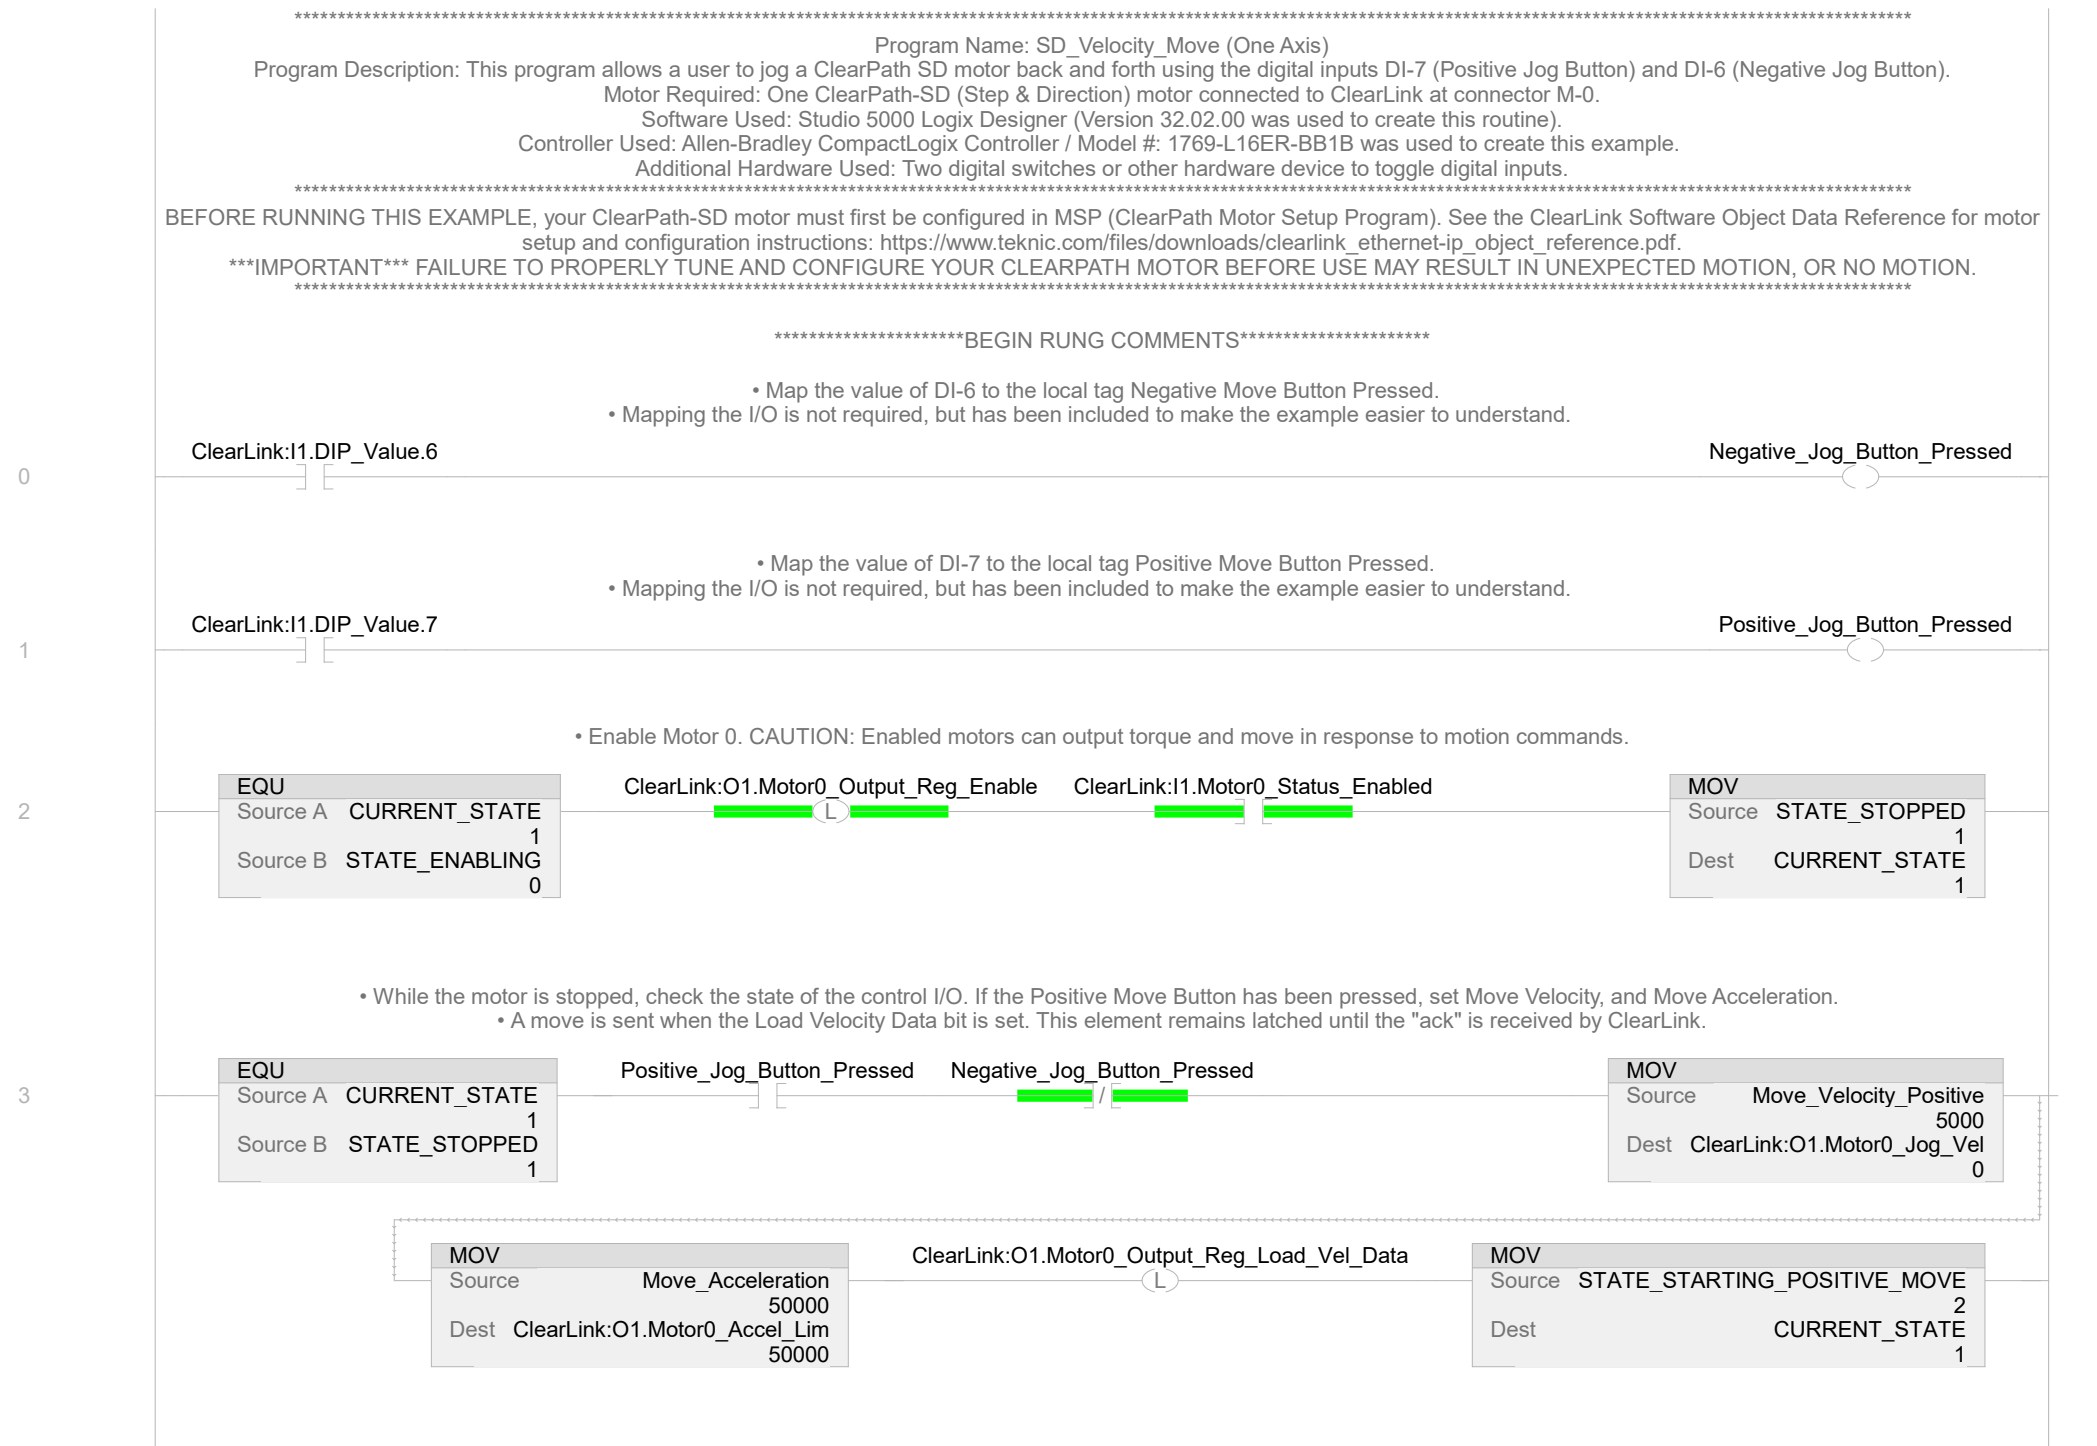 **********************************************************************************************************************************************************************************************
Program Name: SD_Velocity_Move (One Axis)
Program Description: This program allows a user to jog a ClearPath SD motor back and forth using the digital inputs DI-7 (Positive Jog Button) and DI-6 (Negative Jog Button).
Motor Required: One ClearPath-SD (Step & Direction) motor connected to ClearLink at connector M-0.
Software Used: Studio 5000 Logix Designer (Version 32.02.00 was used to create this routine).
Controller Used: Allen-Bradley CompactLogix Controller / Model #: 1769-L16ER-BB1B was used to create this example.
Additional Hardware Used: Two digital switches or other hardware device to toggle digital inputs.
**********************************************************************************************************************************************************************************************
BEFORE RUNNING THIS EXAMPLE, your ClearPath-SD motor must first be configured in MSP (ClearPath Motor Setup Program). See the ClearLink Software Object Data Reference for motor
setup and configuration instructions: https://www.teknic.com/files/downloads/clearlink_ethernet-ip_object_reference.pdf.
***IMPORTANT*** FAILURE TO PROPERLY TUNE AND CONFIGURE YOUR CLEARPATH MOTOR BEFORE USE MAY RESULT IN UNEXPECTED MOTION, OR NO MOTION.
**********************************************************************************************************************************************************************************************
**********************BEGIN RUNG COMMENTS**********************
• Map the value of DI-6 to the local tag Negative Move Button Pressed.
• Mapping the I/O is not required, but has been included to make the example easier to understand.
ClearLink:I1.DIP_Value.6
Negative_Jog_Button_Pressed
0
• Map the value of DI-7 to the local tag Positive Move Button Pressed.
• Mapping the I/O is not required, but has been included to make the example easier to understand.
ClearLink:I1.DIP_Value.7
Positive_Jog_Button_Pressed
1
• Enable Motor 0. CAUTION: Enabled motors can output torque and move in response to motion commands.
2
EQU
Source A CURRENT_STATE
1
Source B STATE_ENABLING
0
ClearLink:O1.Motor0_Output_Reg_Enable
L
ClearLink:I1.Motor0_Status_Enabled
MOV
Source STATE_STOPPED
1
Dest CURRENT_STATE
1
• While the motor is stopped, check the state of the control I/O. If the Positive Move Button has been pressed, set Move Velocity, and Move Acceleration.
• A move is sent when the Load Velocity Data bit is set. This element remains latched until the "ack" is received by ClearLink.
3
EQU
Source A CURRENT_STATE
1
Source B STATE_STOPPED
1
Positive_Jog_Button_Pressed
Negative_Jog_Button_Pressed
/
MOV
Source Move_Velocity_Positive
5000
Dest ClearLink:O1.Motor0_Jog_Vel
0
MOV
Source Move_Acceleration
50000
Dest ClearLink:O1.Motor0_Accel_Lim
50000
ClearLink:O1.Motor0_Output_Reg_Load_Vel_Data
L
MOV
Source STATE_STARTING_POSITIVE_MOVE
2
Dest CURRENT_STATE
1